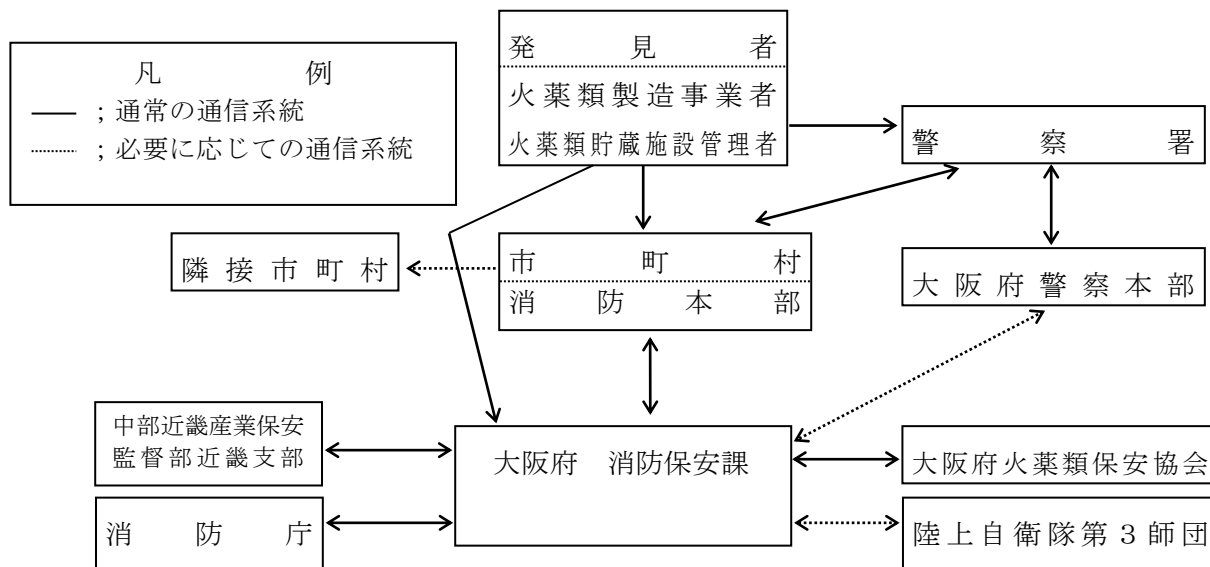 凡例
；通常の通信系統
；必要に応じての通信系統
発見者
火薬類製造事業者
火薬類貯蔵施設管理者
警察署
隣接市町村
市町村
消防本部
大阪府警察本部
中部近畿産業保安
監督部近畿支部
大阪府　消防保安課
大阪府火薬類保安協会
消防庁
陸上自衛隊第３師団